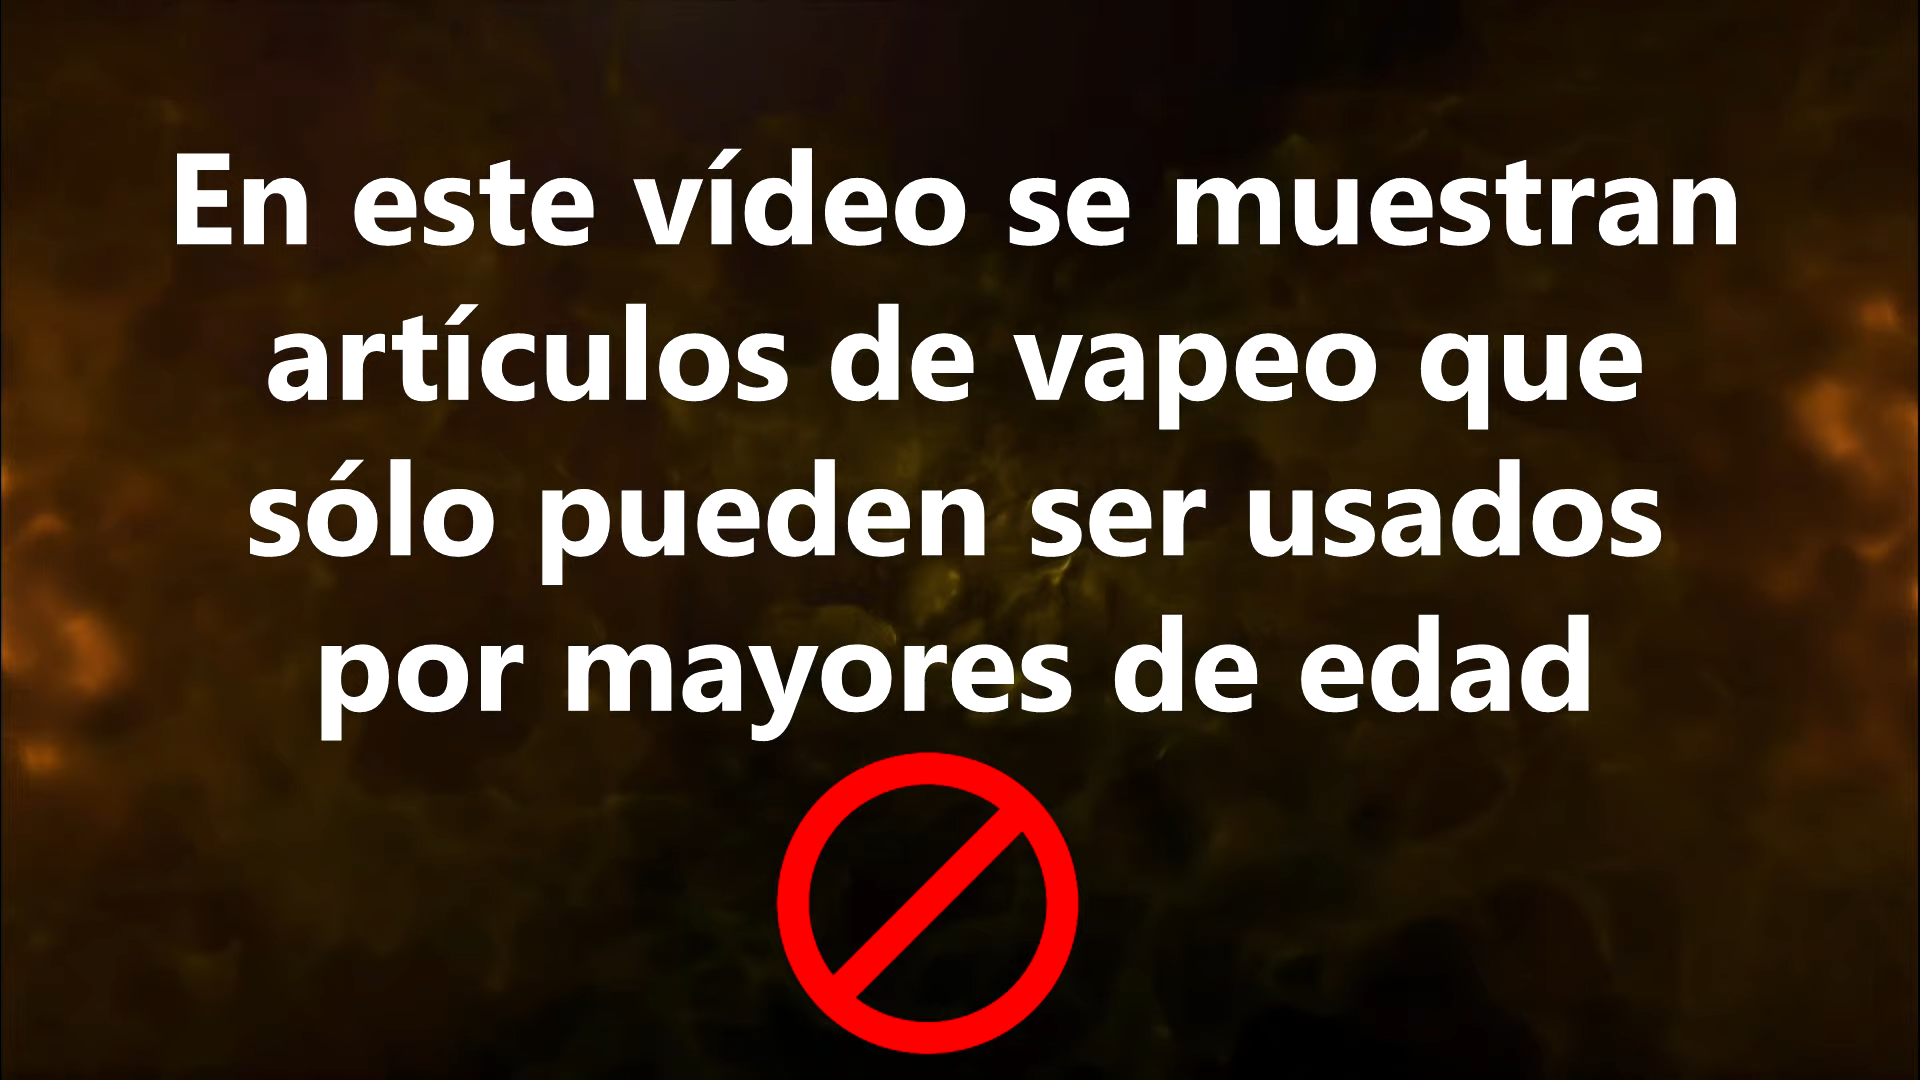 En este vídeo se muestran
artículos de vapeo que
sólo pueden ser usados
por mayores de edad